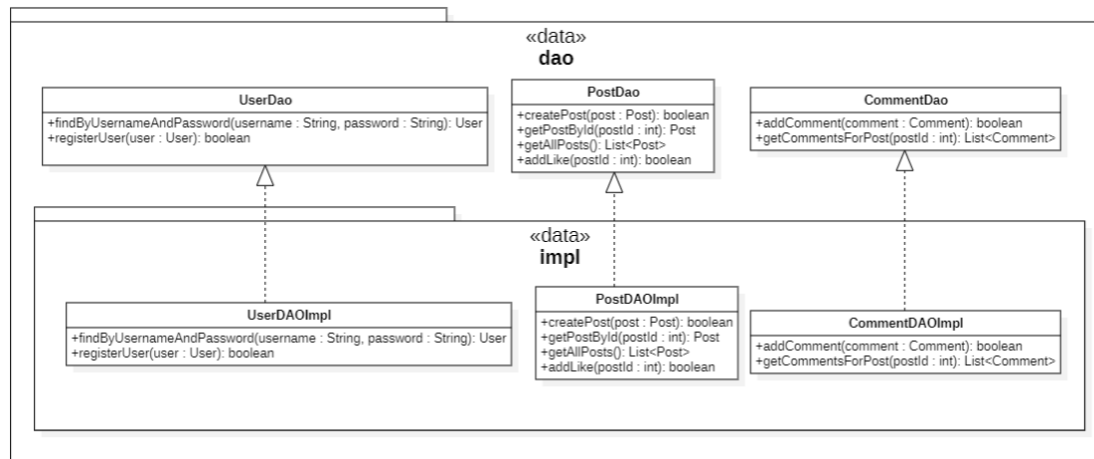 «data»
dao
UserDao
+findByUsernameAndPassword(username : String, password : String): User
+registerUser(user : User): boolean
PostDao
+createPost(post : Post): boolean
+getPostById(postId : int): Post
+getAllPosts(): List<Post>
+addLike(postId : int): boolean
CommentDao
+addComment(comment : Comment): boolean
+getCommentsForPost(postId : int): List<Comment>
«data»
impl
UserDAOImpl
+findByUsernameAndPassword(username : String, password : String): User
+registerUser(user : User): boolean
PostDAOImpl
+createPost(post : Post): boolean
+getPostById(postId : int): Post
+getAllPosts(): List<Post>
+addLike(postId : int): boolean
CommentDAOImpl
+addComment(comment : Comment): boolean
+getCommentsForPost(postId : int): List<Comment>